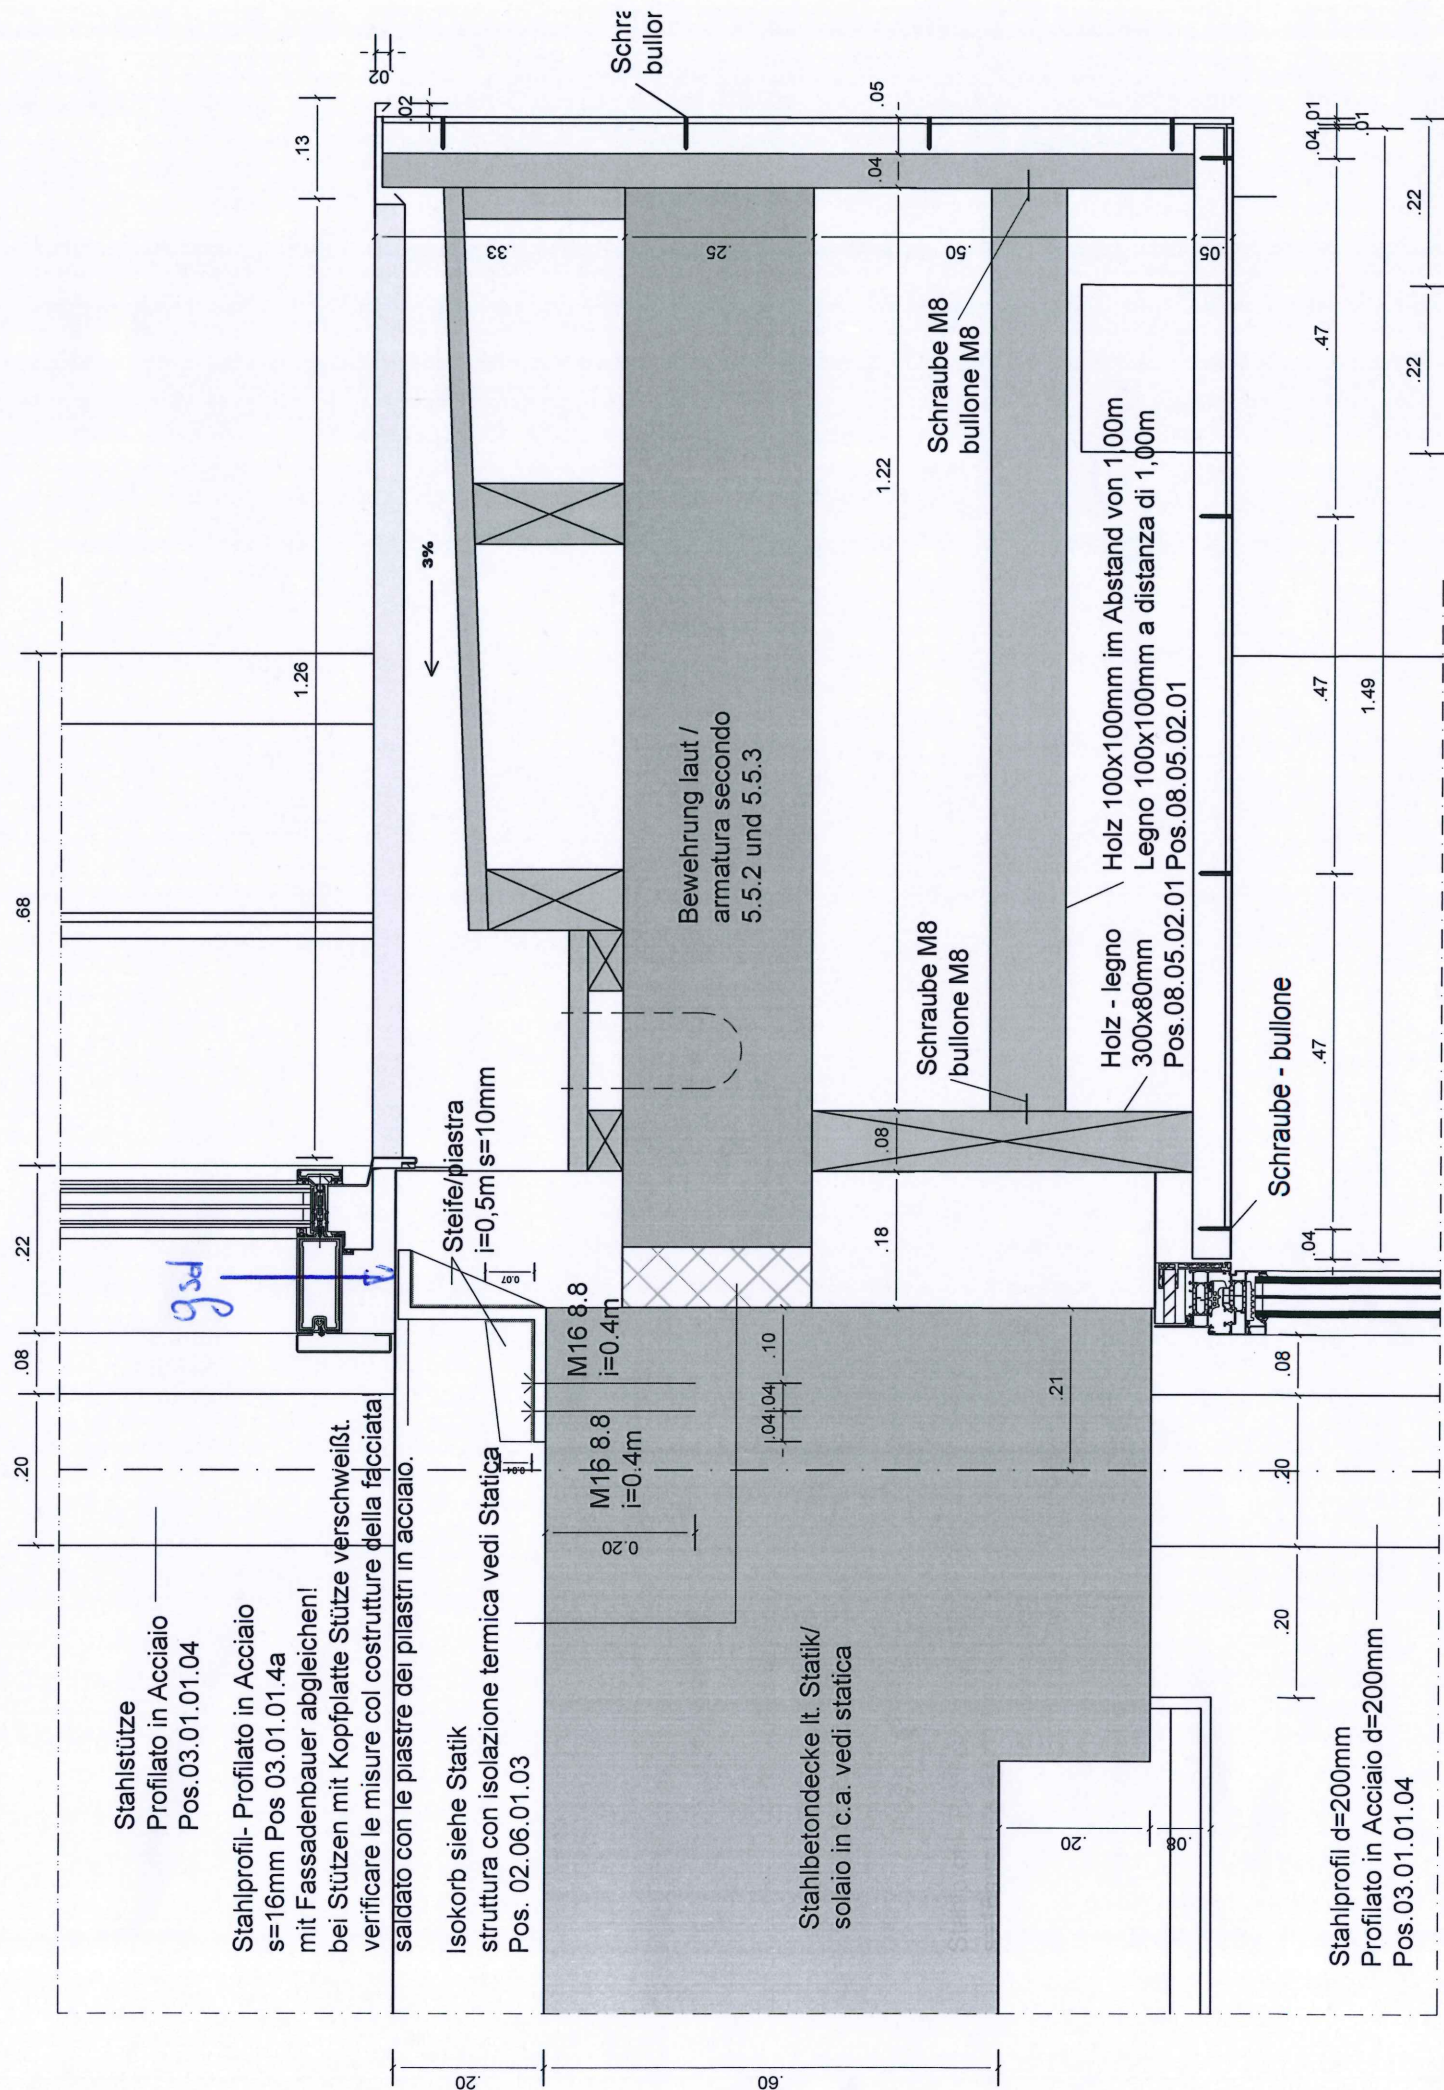 Stahlstütze
Profilato in Acciaio
Pos.03.01.01.04
Stahlprofil- Profilato in Acciaio
s=16mm Pos 03.01.01.4a
mit Fassadenbauer abgleichen!
bei Stützen mit Kopfplatte Stütze verschweißt.
verificare le misure col costrutture della facciata!
saldato con le piastre dei pilastri in acciaio.
Isokorb siehe Statik
struttura con isolazione termica vedi Statica
Pos. 02.06.01.03
Steife/piastra
i=0,5m s=10mm
M16 8.8
i=0.4m
M16 8.8
i=0.4m
Stahlbetondecke lt. Statik/
solaio in c.a. vedi statica
Bewehrung laut /
armatura secondo
5.5.2 und 5.5.3
Schraube M8
bullone M8
Schraube M8
bullone M8
Holz - legno
300x80mm
Pos.08.05.02.01
Holz 100x100mm im Abstand von 1,00m
Legno 100x100mm a distanza di 1,00m
Pos.08.05.02.01
Schraube - bullone
Stahlprofil d=200mm
Profilato in Acciaio d=200mm
Pos.03.01.01.04
3%
.20
.08
.22
.68
1.26
.13
.02
.02
.05
.04
.33
.25
.50
.05
1.22
.08
.18
0.07
0.04
0.20
.10
.04
.04
.21
.20
.60
.20
.08
.20
.20
.08
.04
.47
.47
.47
.04
.01
.01
1.49
.22
.22